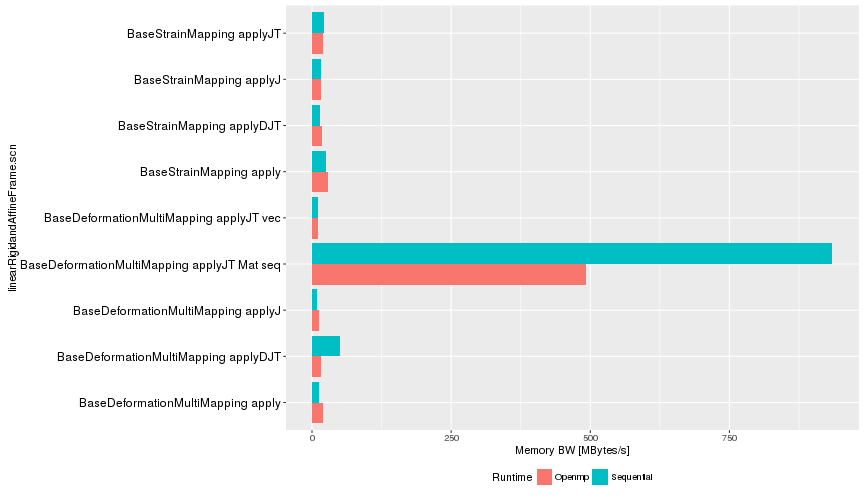 linearRigidandAffineFrame.scn
BaseStrainMapping applyJT
BaseStrainMapping applyJ
BaseStrainMapping applyDJT
BaseStrainMapping apply
BaseDeformationMultiMapping applyJT vec
BaseDeformationMultiMapping applyJT Mat seq
BaseDeformationMultiMapping applyJ
BaseDeformationMultiMapping applyDJT
BaseDeformationMultiMapping apply
0 250 500 750
Memory BW [MBytes/s]
Runtime Openmp Sequential